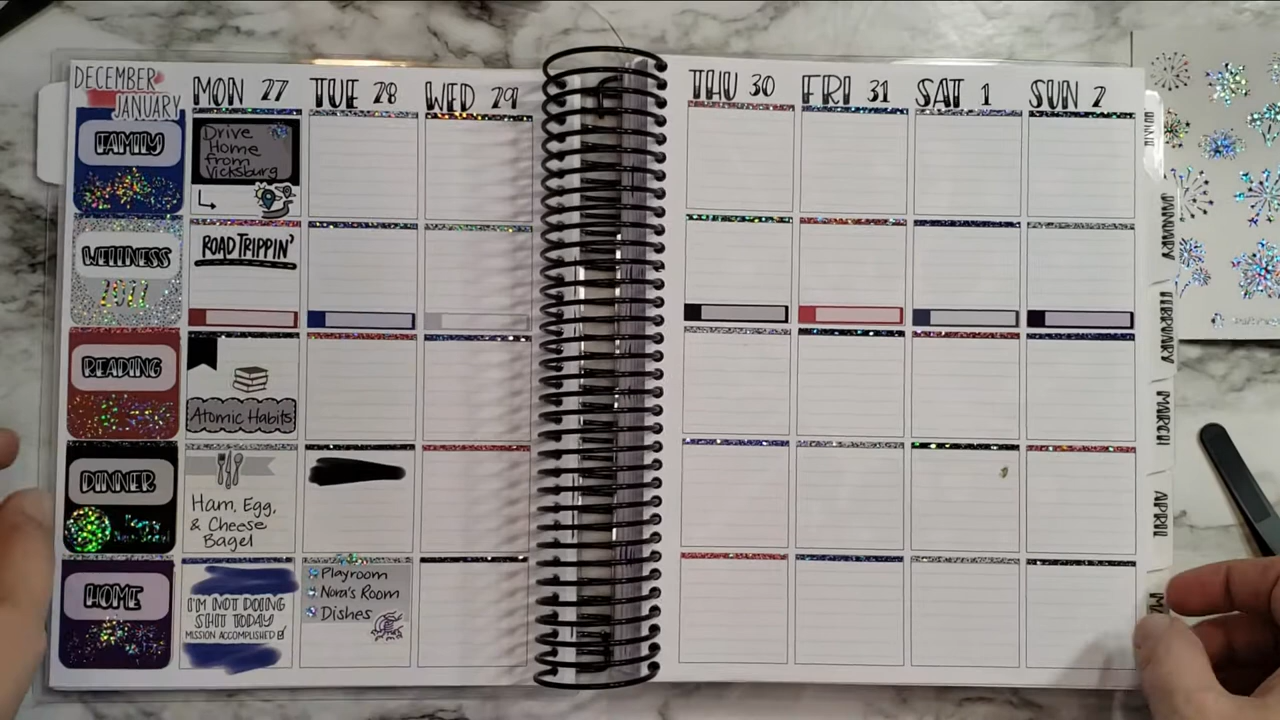 DECEMBER
JANUARY
MON 27
TUE 28
WED 29
THU 30
FRI 31
SAT 1
SUN 2
FAMILY
Drive
Home
from
Vicksburg
WELLNESS
2022
ROAD TRIPPIN'
READING
Atomic Habits
DINNER
Ham, Egg,
& Cheese
Bagel
HOME
I'M NOT DOING
SHIT TODAY
MISSION ACCOMPLISHED
Playroom
Nora's Room
Dishes
JANUARY
FEBRUARY
MARCH
APRIL